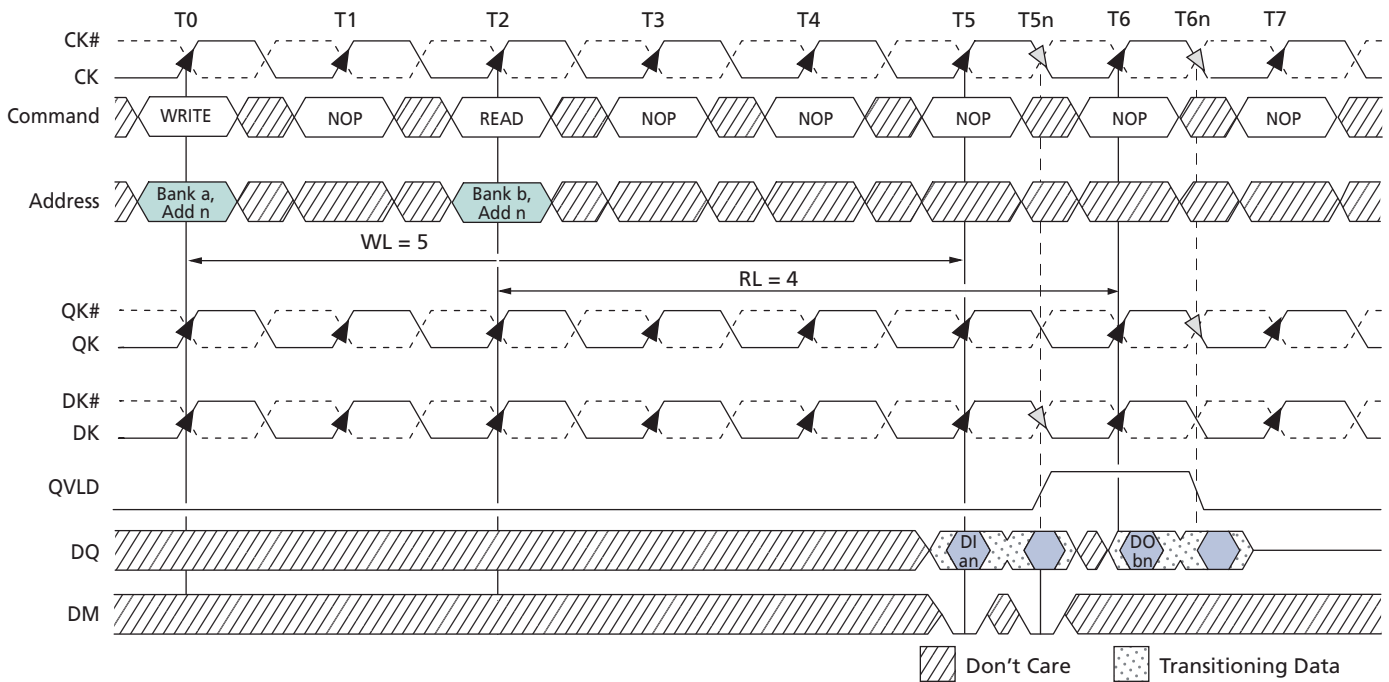 T0 T1 T2 T3 T4 T5 T5n T6 T6n T7
CK#
CK
Command WRITE NOP READ NOP NOP NOP NOP NOP
Address Bank a, Add n Bank b, Add n
WL = 5
RL = 4
QK#
QK
DK#
DK
QVLD
DQ DI an DO bn
DM
Don't Care Transitioning Data